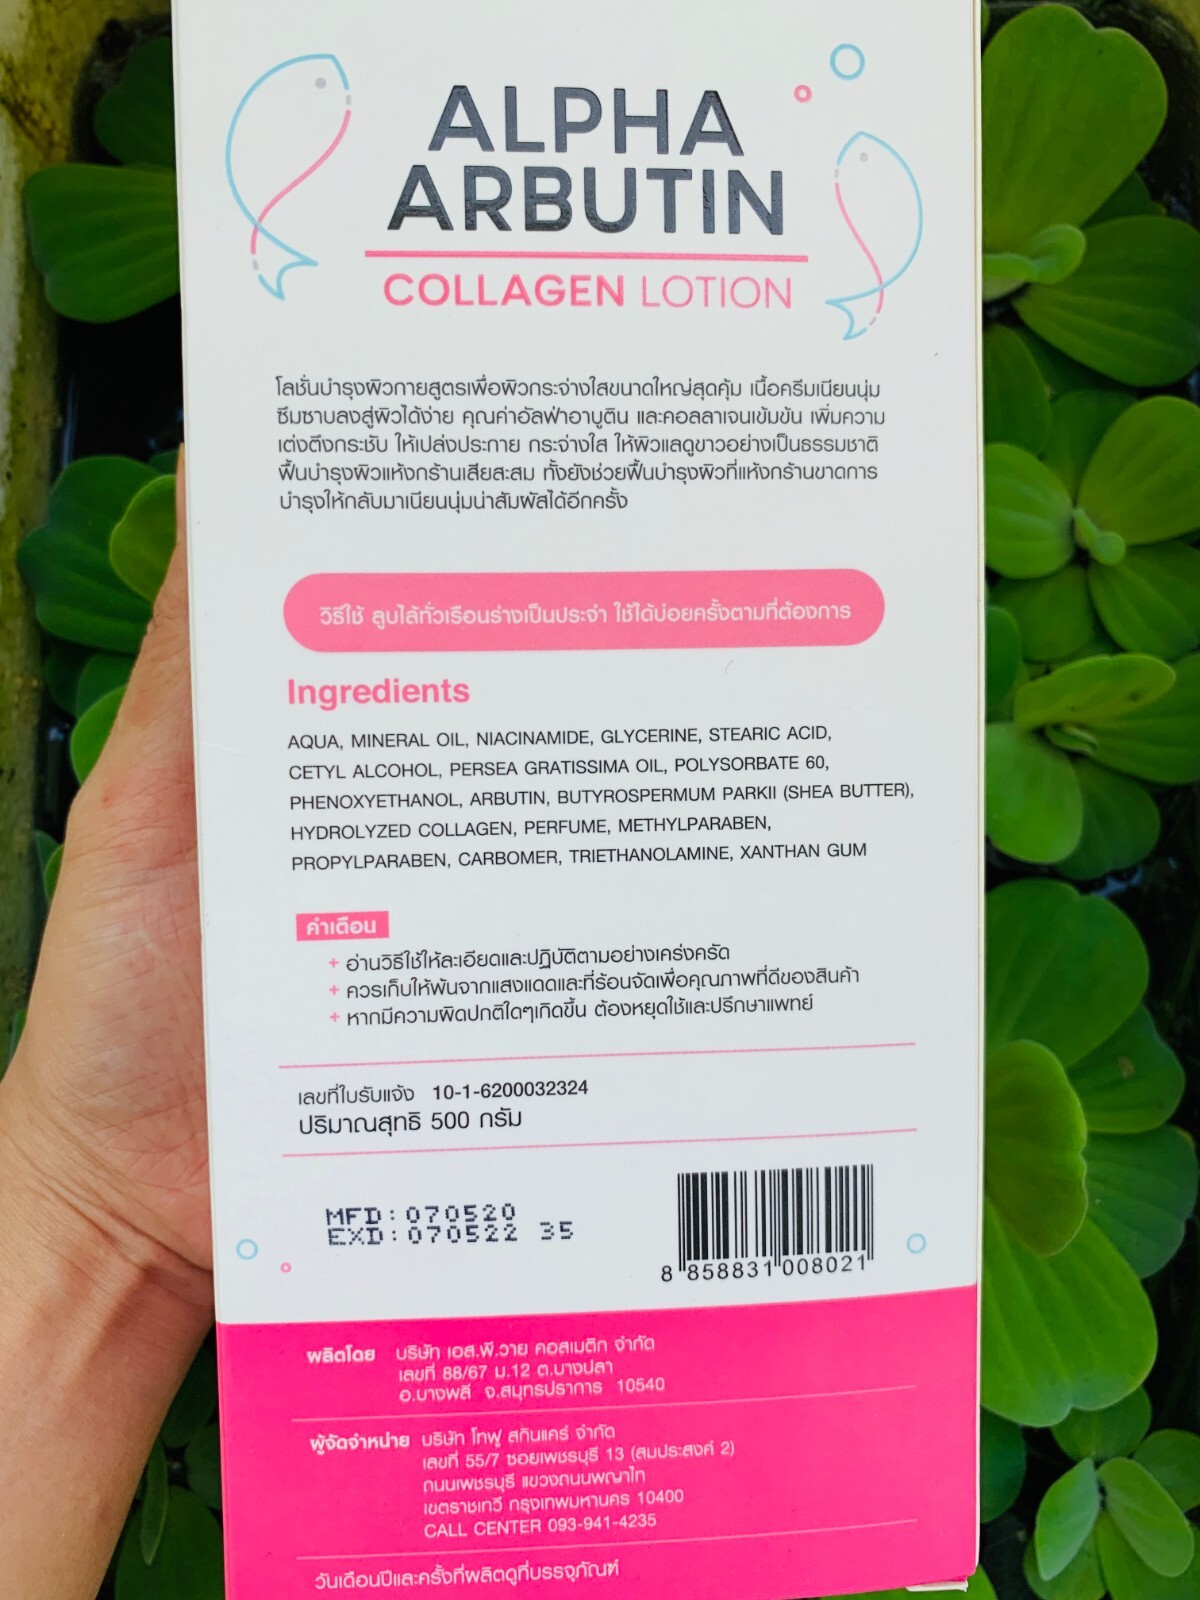 ALPHA
ARBUTIN
COLLAGEN LOTION
โลชั่นบำรุงผิวกายสูตรเพื่อผิวกระจ่างใสขนาดใหญ่สุดคุ้ม เนื้อครีมเนียนนุ่ม
ซึมซาบลงสู่ผิวได้ง่าย คุณค่าอัลฟ่าอาบูติน และคอลลาเจนเข้มข้น เพิ่มความ
เต่งตึงกระชับ ให้เปล่งประกาย กระจ่างใส ให้ผิวแลดูขาวอย่างเป็นธรรมชาติ
ฟื้นบำรุงผิวแห้งกร้านเสียสะสม ทั้งยังช่วยฟื้นบำรุงผิวที่แห้งกร้านขาดการ
บำรุงให้กลับมาเนียนนุ่มน่าสัมผัสได้อีกครั้ง
วิธีใช้ ลูบไล้ทั่วเรือนร่างเป็นประจำ ใช้ได้บ่อยครั้งตามที่ต้องการ
Ingredients
AQUA, MINERAL OIL, NIACINAMIDE, GLYCERINE, STEARIC ACID,
CETYL ALCOHOL, PERSEA GRATISSIMA OIL, POLYSORBATE 60,
PHENOXYETHANOL, ARBUTIN, BUTYROSPERMUM PARKII (SHEA BUTTER),
HYDROLYZED COLLAGEN, PERFUME, METHYLPARABEN,
PROPYLPARABEN, CARBOMER, TRIETHANOLAMINE, XANTHAN GUM
คำเตือน
+ อ่านวิธีใช้ให้ละเอียดและปฏิบัติตามอย่างเคร่งครัด
+ ควรเก็บให้พ้นจากแสงแดดและที่ร้อนจัดเพื่อคุณภาพที่ดีของสินค้า
+ หากมีความผิดปกติใดๆเกิดขึ้น ต้องหยุดใช้และปรึกษาแพทย์
เลขที่ใบรับแจ้ง 10-1-6200032324
ปริมาณสุทธิ 500 กรัม
MFD:070520
EXD:070522 35
8 858831 008021
ผลิตโดย บริษัท เอส.พี.วาย คอสเมติก จำกัด
เลขที่ 88/67 ม.12 ต.บางปลา
อ.บางพลี จ.สมุทรปราการ 10540
ผู้จัดจำหน่าย บริษัท โทฟุ สกินแคร์ จำกัด
เลขที่ 55/7 ซอยเพชรบุรี 13 (สมประสงค์ 2)
ถนนเพชรบุรี แขวงถนนพญาไท
เขตราชเทวี กรุงเทพมหานคร 10400
CALL CENTER 093-941-4235
วันเดือนปีและครั้งที่ผลิตดูที่บรรจุภัณฑ์